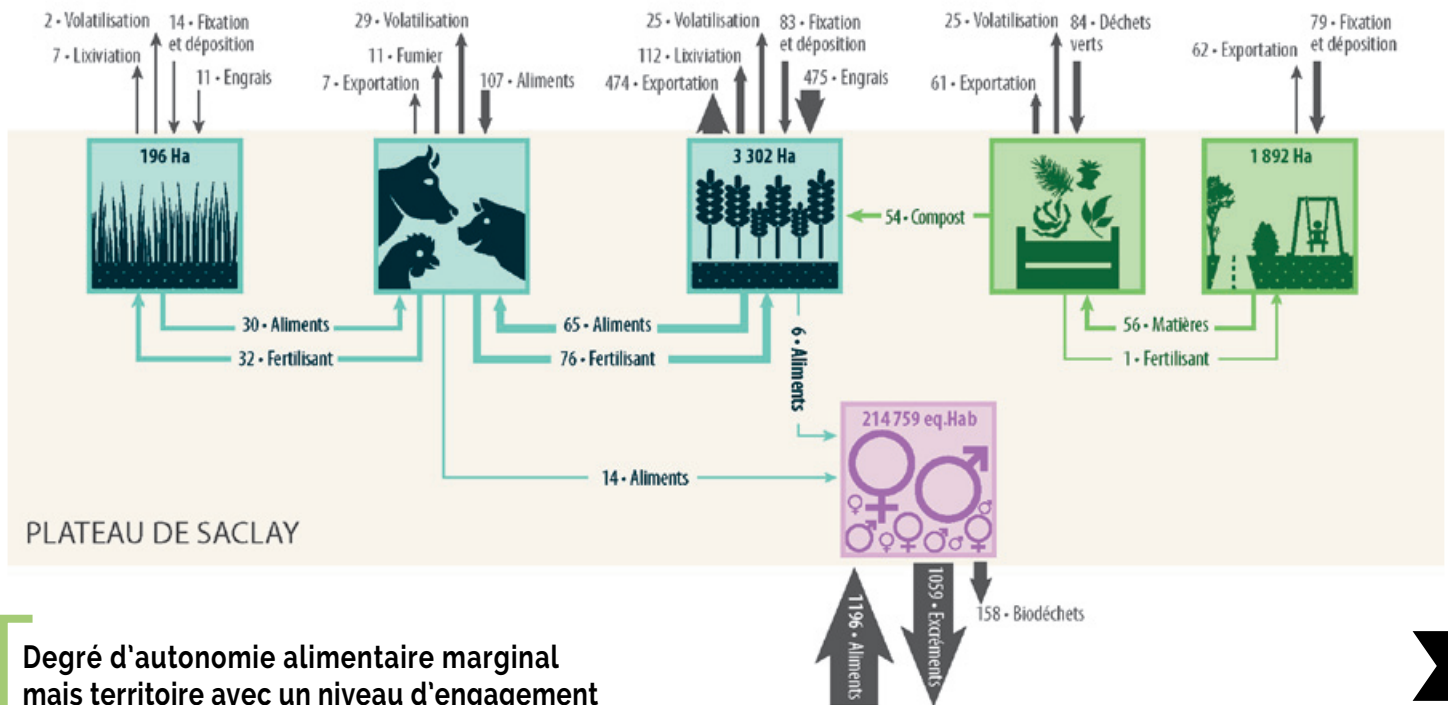 2 • Volatilisation
14 • Fixation
et déposition
7 • Lixiviation
11 • Engrais
29 • Volatilisation
11 • Fumier
7 • Exportation
107 • Aliments
25 • Volatilisation
83 • Fixation
et déposition
112 • Lixiviation
474 • Exportation
475 • Engrais
25 • Volatilisation
84 • Déchets
verts
61 • Exportation
79 • Fixation
et déposition
62 • Exportation
196 Ha
3 302 Ha
1 892 Ha
54 • Compost
30 • Aliments
32 • Fertilisant
65 • Aliments
76 • Fertilisant
6 • Aliments
56 • Matières
1 • Fertilisant
214 759 eq.Hab
14 • Aliments
PLATEAU DE SACLAY
1196 • Aliments
1059 • Excréments
158 • Biodéchets
Degré d'autonomie alimentaire marginal
mais territoire avec un niveau d'engagement